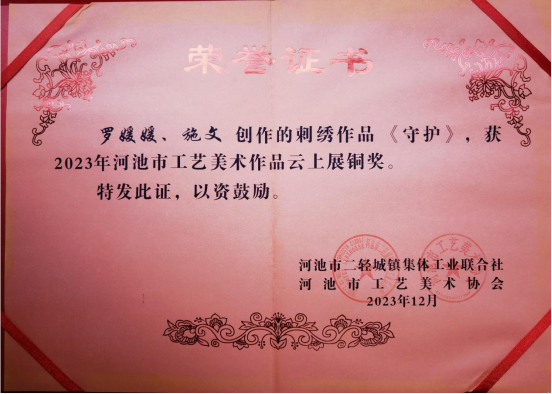 荣誉证书
罗媛媛、施文 创作的刺绣作品 《守护》，获
2023年河池市工艺美术作品云上展铜奖。
特发此证，以资鼓励。
河池市二轻城镇集体工业联合社
河池市工艺美术协会
2023年12月